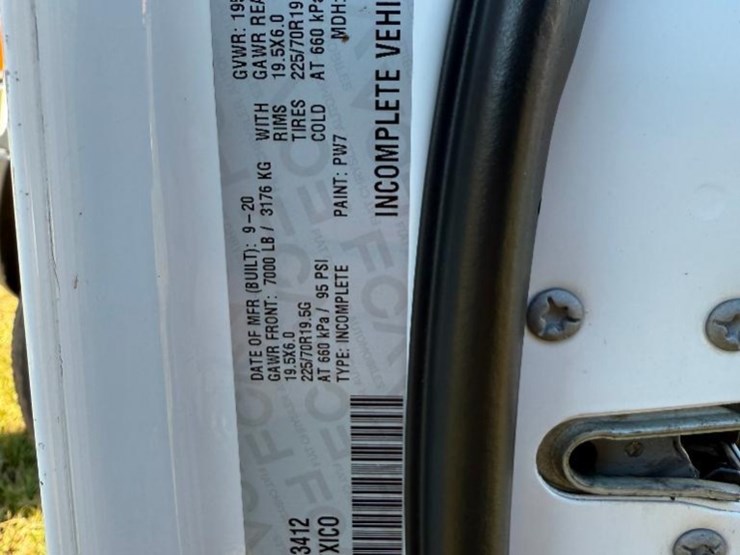 DATE OF MFR (BUILT): 9-20 GVWR: 195
GAWR FRONT: 7000 LB / 3176 KG WITH GAWR REA
19.5X6.0 RIMS 19.5X6.0
225/70R19.5G TIRES 225/70R19
AT 660 kPa / 95 PSI COLD AT 660 kPa
TYPE: INCOMPLETE PAINT: PW7 MDH:
3412
XICO INCOMPLETE VEHI